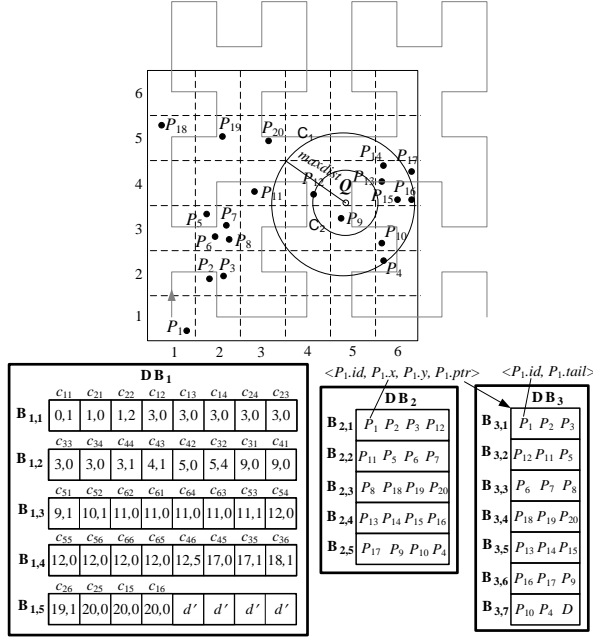 6
P18
P19
P20
C1
5
maxdist
P14
P17
P12
Q
P13
P16
4
P11
P15
P5
P7
P9
3
P6
P8
C2
P10
P4
2
P2 P3
1
P1
1 2 3 4 5 6
<P1.id, P1.x, P1.y, P1.ptr>
<P1.id, P1.tail>
DB1
c11 c21 c22 c12 c13 c14 c24 c23
B1,1 0,1 1,0 1,2 3,0 3,0 3,0 3,0 3,0
c33 c34 c44 c43 c42 c32 c31 c41
B1,2 3,0 3,0 3,1 4,1 5,0 5,4 9,0 9,0
c51 c52 c62 c61 c64 c63 c53 c54
B1,3 9,1 10,1 11,0 11,0 11,0 11,0 11,1 12,0
c55 c56 c66 c65 c46 c45 c35 c36
B1,4 12,0 12,0 12,0 12,0 12,5 17,0 17,1 18,1
c26 c25 c15 c16
B1,5 19,1 20,0 20,0 20,0 d' d' d' d'
DB2
B2,1 P1 P2 P3 P12
B2,2 P11 P5 P6 P7
B2,3 P8 P18 P19 P20
B2,4 P13 P14 P15 P16
B2,5 P17 P9 P10 P4
DB3
B3,1 P1 P2 P3
B3,2 P12 P11 P5
B3,3 P6 P7 P8
B3,4 P18 P19 P20
B3,5 P13 P14 P15
B3,6 P16 P17 P9
B3,7 P10 P4 D